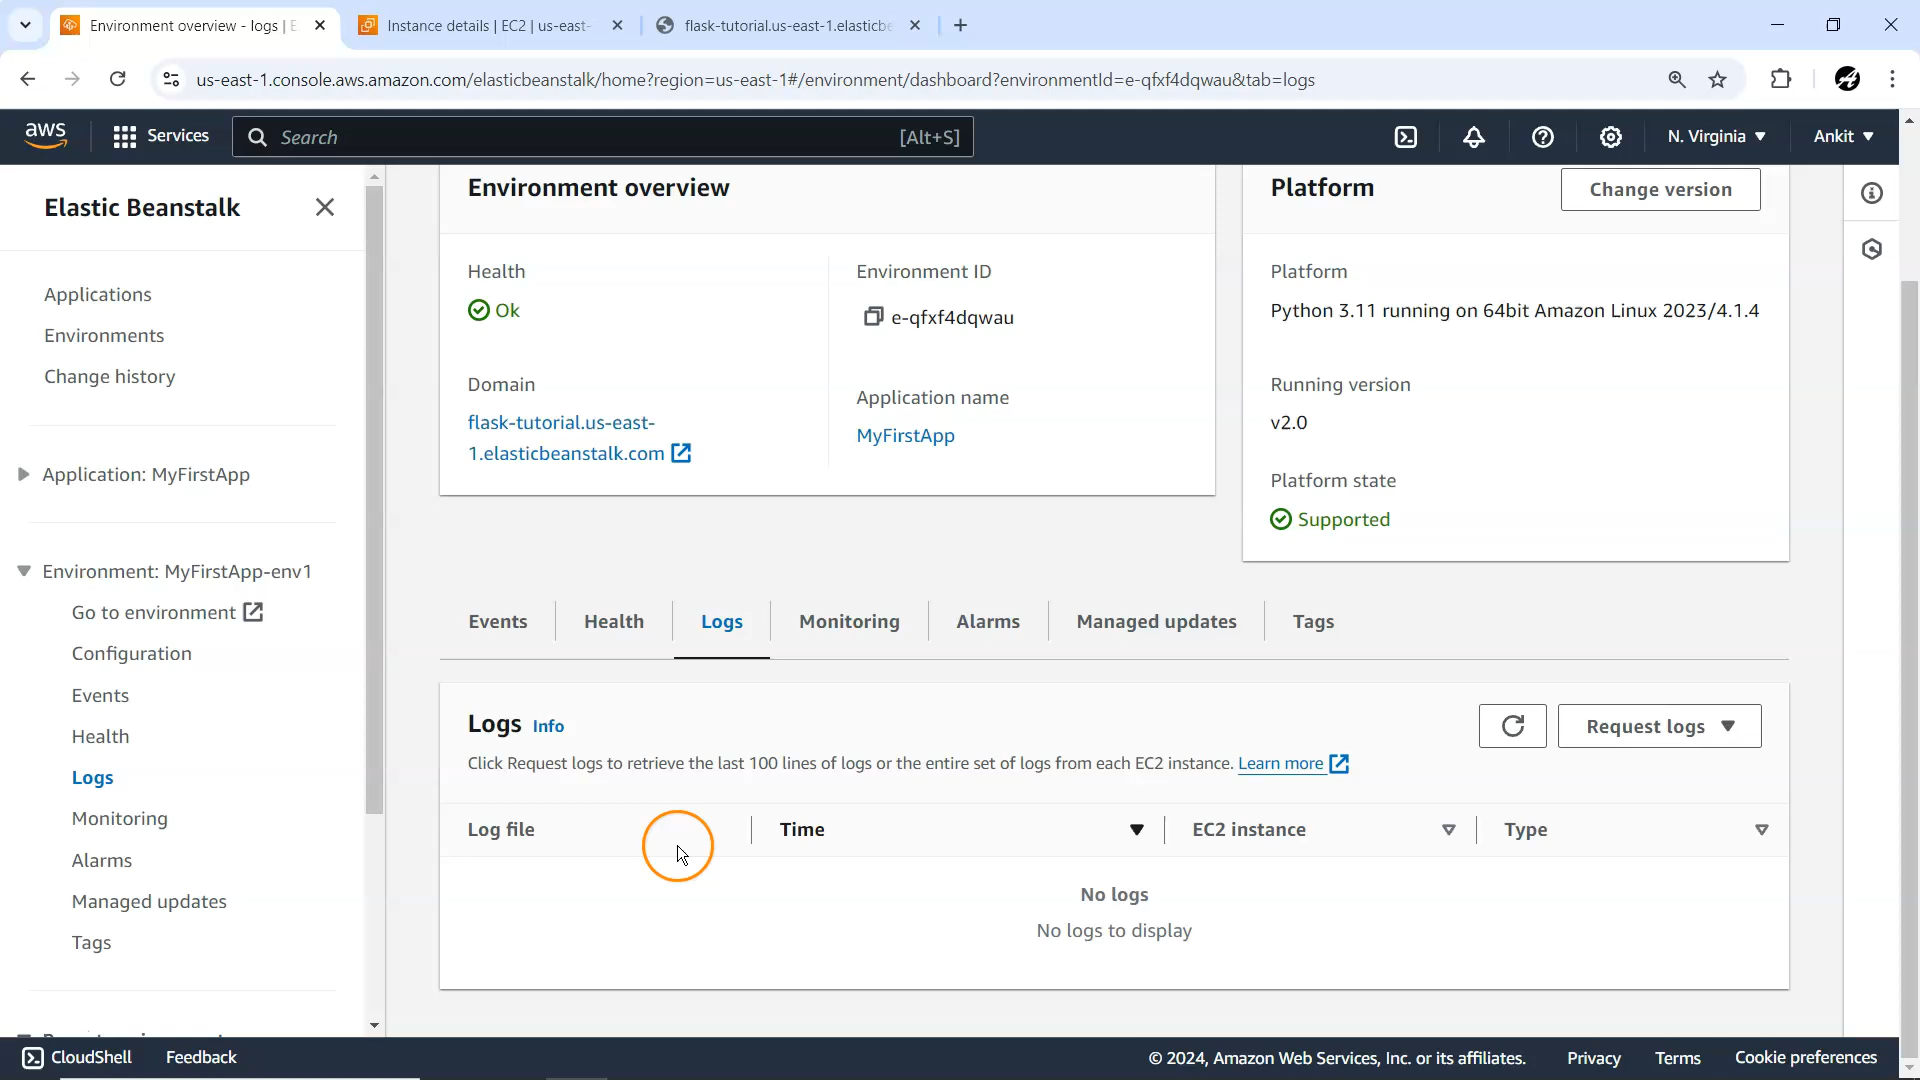 Environment overview - logs | E
Instance details | EC2 | us-east-
flask-tutorial.us-east-1.elasticbe
us-east-1.console.aws.amazon.com/elasticbeanstalk/home?region=us-east-1#/environment/dashboard?environmentId=e-qfxf4dqwau&tab=logs
aws
Services
Search
[Alt+S]
N. Virginia
Ankit
Elastic Beanstalk
Applications
Environments
Change history
Application: MyFirstApp
Environment: MyFirstApp-env1
Go to environment
Configuration
Events
Health
Logs
Monitoring
Alarms
Managed updates
Tags
Environment overview
Health
Ok
Domain
flask-tutorial.us-east-
1.elasticbeanstalk.com
Environment ID
e-qfxf4dqwau
Application name
MyFirstApp
Platform
Change version
Platform
Python 3.11 running on 64bit Amazon Linux 2023/4.1.4
Running version
v2.0
Platform state
Supported
Events
Health
Logs
Monitoring
Alarms
Managed updates
Tags
Logs Info
Request logs
Click Request logs to retrieve the last 100 lines of logs or the entire set of logs from each EC2 instance. Learn more
Log file
Time
EC2 instance
Type
No logs
No logs to display
CloudShell
Feedback
© 2024, Amazon Web Services, Inc. or its affiliates.
Privacy
Terms
Cookie preferences